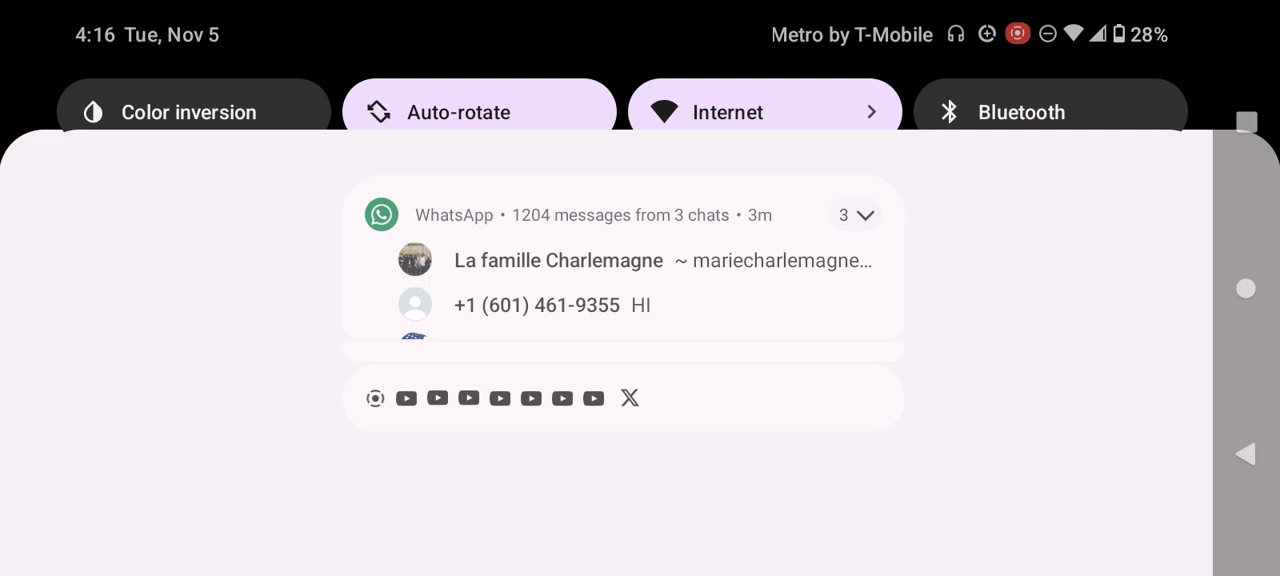 4:16 Tue, Nov 5
Metro by T-Mobile 28%
Color inversion
Auto-rotate
Internet
Bluetooth
WhatsApp • 1204 messages from 3 chats • 3m 3
La famille Charlemagne ~ mariecharlemagne…
+1 (601) 461-9355 HI